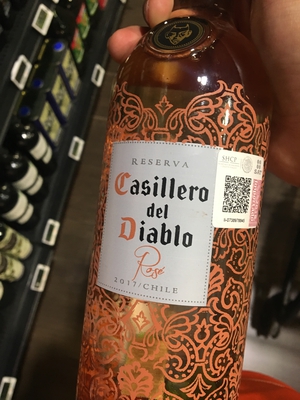 RESERVA
Casillero
del
Diablo
Rosé
2017/CHILE
SHCP